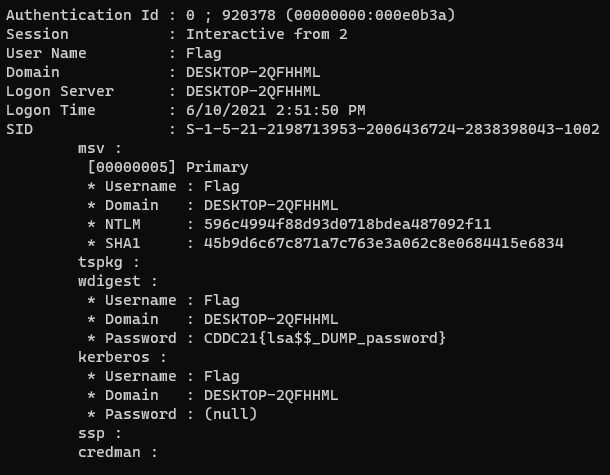 Authentication Id : 0 ; 920378 (00000000:000e0b3a)
Session           : Interactive from 2
User Name         : Flag
Domain            : DESKTOP-2QFHHML
Logon Server      : DESKTOP-2QFHHML
Logon Time        : 6/10/2021 2:51:50 PM
SID               : S-1-5-21-2198713953-2006436724-2838398043-1002
        msv :
         [00000005] Primary
         * Username : Flag
         * Domain   : DESKTOP-2QFHHML
         * NTLM     : 596c4994f88d93d0718bdea487092f11
         * SHA1     : 45b9d6c67c871a7c763e3a062c8e0684415e6834
        tspkg :
        wdigest :
         * Username : Flag
         * Domain   : DESKTOP-2QFHHML
         * Password : CDDC21{lsa$$_DUMP_password}
        kerberos :
         * Username : Flag
         * Domain   : DESKTOP-2QFHHML
         * Password : (null)
        ssp :
        credman :